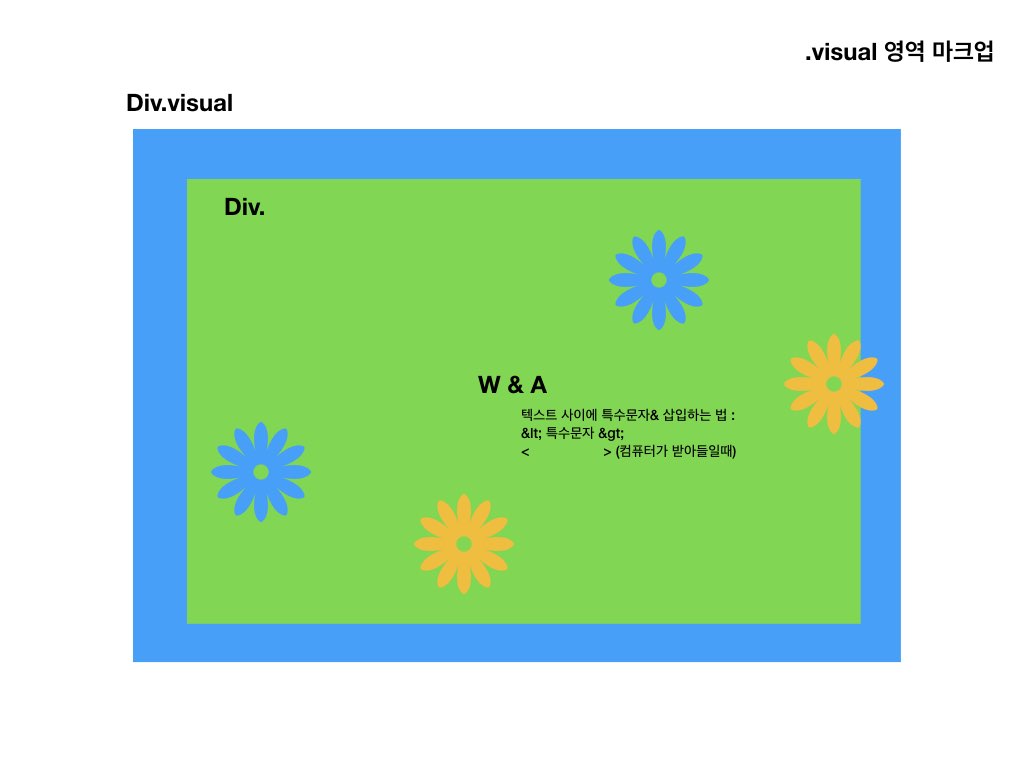 .visual 영역 마크업
Div.visual
Div.
W & A
텍스트 사이에 특수문자& 삽입하는 법 :
&lt; 특수문자 &gt;
< > (컴퓨터가 받아들일때)